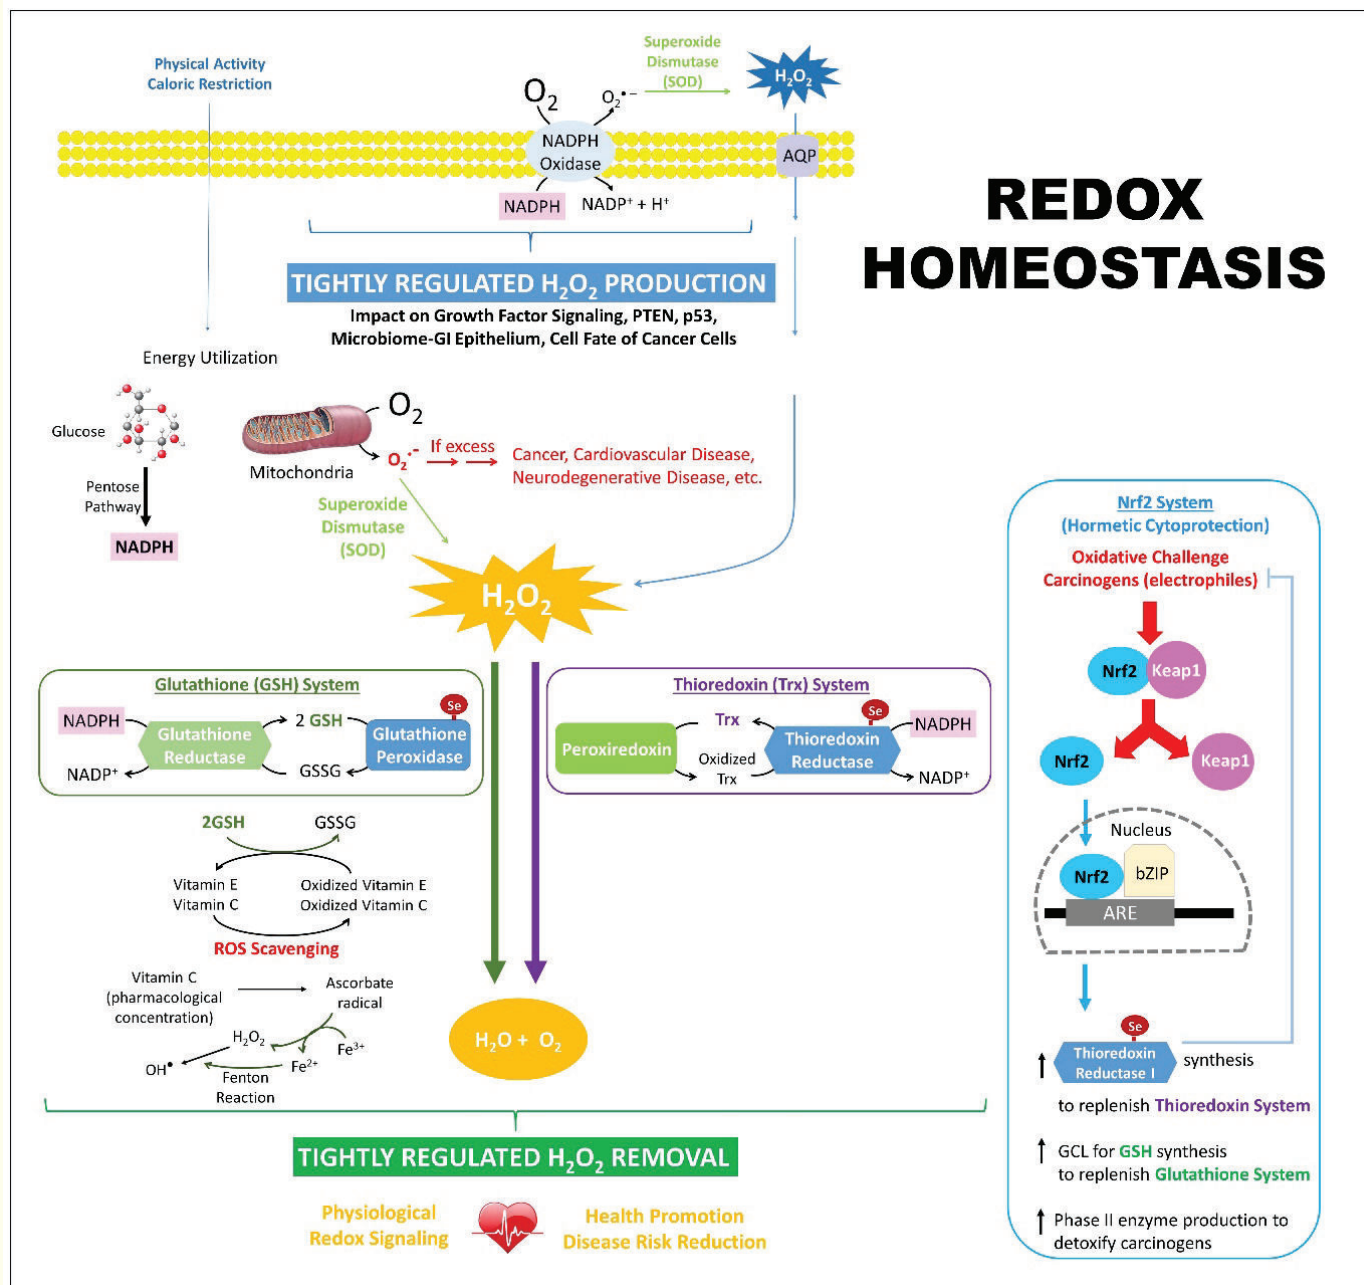 Physical Activity
Caloric Restriction
Superoxide
Dismutase
(SOD)
O₂
O₂•−
H₂O₂
NADPH
Oxidase
AQP
NADPH
NADP⁺ + H⁺
REDOX
HOMEOSTASIS
TIGHTLY REGULATED H₂O₂ PRODUCTION
Impact on Growth Factor Signaling, PTEN, p53,
Microbiome-GI Epithelium, Cell Fate of Cancer Cells
Energy Utilization
Glucose
Pentose
Pathway
NADPH
O₂
Mitochondria
O₂•-
If excess
Cancer, Cardiovascular Disease,
Neurodegenerative Disease, etc.
Superoxide
Dismutase
(SOD)
H₂O₂
Glutathione (GSH) System
NADPH
NADP⁺
Glutathione
Reductase
2 GSH
GSSG
Se
Glutathione
Peroxidase
Thioredoxin (Trx) System
Peroxiredoxin
Trx
Oxidized
Trx
Se
Thioredoxin
Reductase
NADPH
NADP⁺
2GSH
GSSG
Vitamin E
Vitamin C
Oxidized Vitamin E
Oxidized Vitamin C
ROS Scavenging
Vitamin C
(pharmacological
concentration)
Ascorbate
radical
H₂O₂
Fe³⁺
Fe²⁺
OH•
Fenton
Reaction
H₂O + O₂
TIGHTLY REGULATED H₂O₂ REMOVAL
Physiological
Redox Signaling
Health Promotion
Disease Risk Reduction
Nrf2 System
(Hormetic Cytoprotection)
Oxidative Challenge
Carcinogens (electrophiles)
Nrf2
Keap1
Nrf2
Keap1
Nucleus
Nrf2
bZIP
ARE
Se
Thioredoxin
Reductase I
synthesis
to replenish Thioredoxin System
GCL for GSH synthesis
to replenish Glutathione System
Phase II enzyme production to
detoxify carcinogens